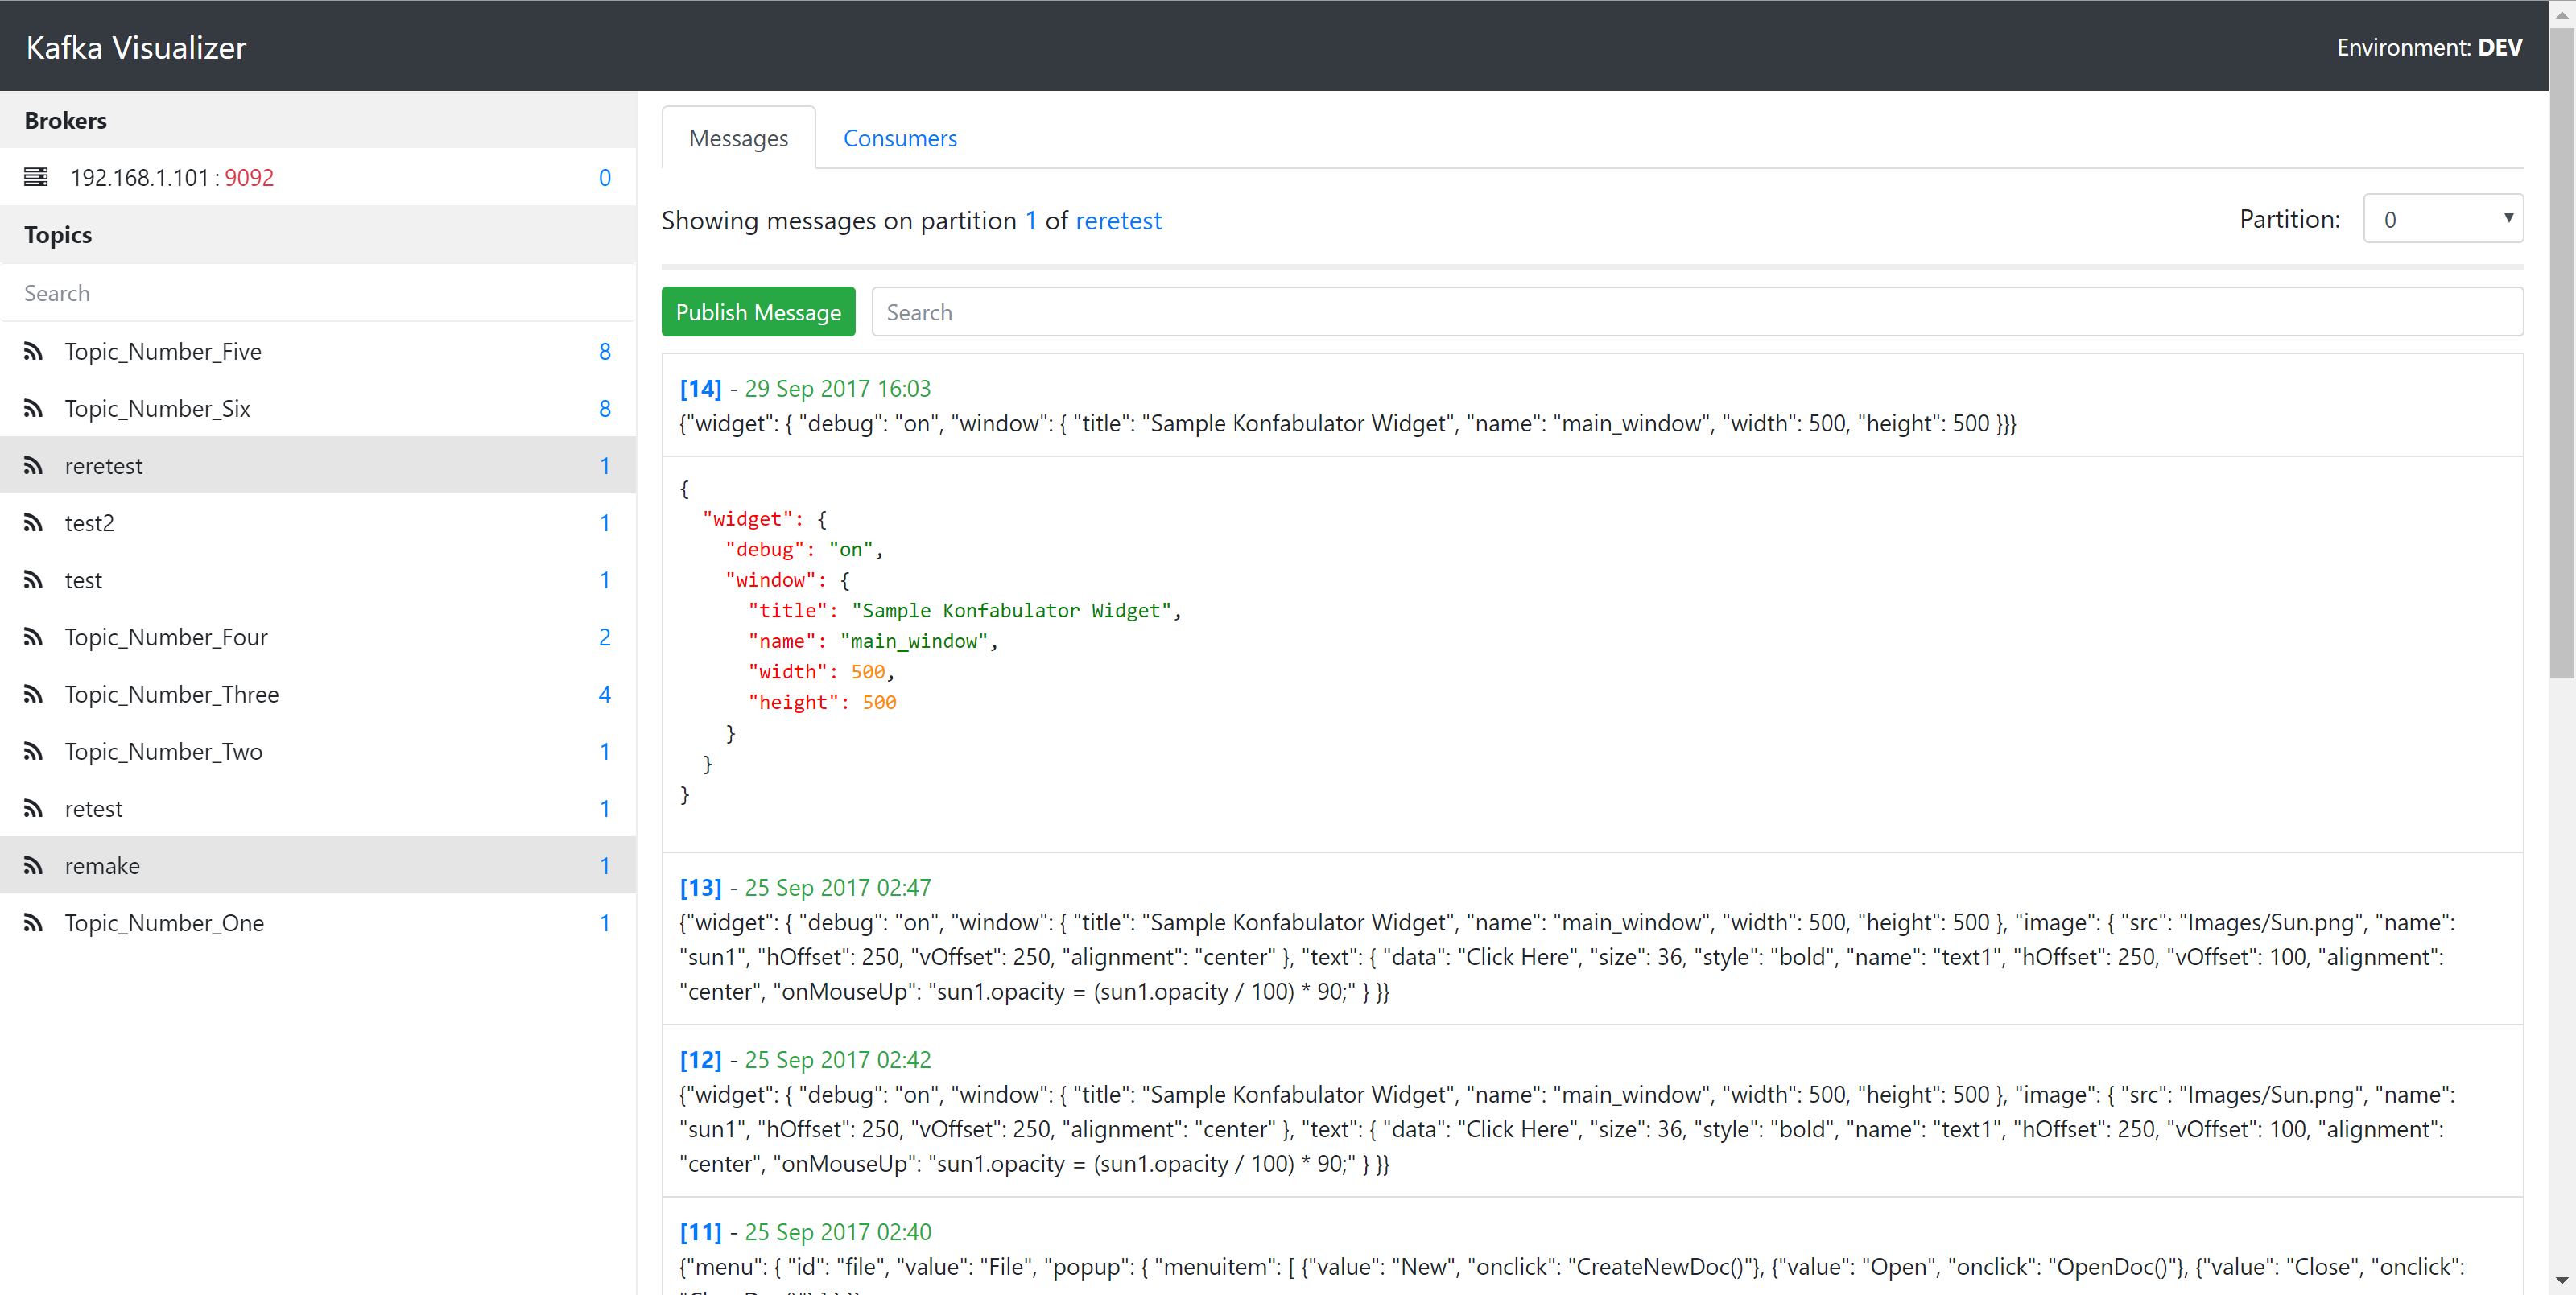 Kafka Visualizer
Environment: DEV
Brokers
192.168.1.101 : 9092 0
Topics
Search
Topic_Number_Five 8
Topic_Number_Six 8
reretest 1
test2 1
test 1
Topic_Number_Four 2
Topic_Number_Three 4
Topic_Number_Two 1
retest 1
remake 1
Topic_Number_One 1
Messages Consumers
Showing messages on partition 1 of reretest
Partition: 0
Publish Message Search
[14] - 29 Sep 2017 16:03
{"widget": { "debug": "on", "window": { "title": "Sample Konfabulator Widget", "name": "main_window", "width": 500, "height": 500 }}}
{
  "widget": {
    "debug": "on",
    "window": {
      "title": "Sample Konfabulator Widget",
      "name": "main_window",
      "width": 500,
      "height": 500
    }
  }
}
[13] - 25 Sep 2017 02:47
{"widget": { "debug": "on", "window": { "title": "Sample Konfabulator Widget", "name": "main_window", "width": 500, "height": 500 }, "image": { "src": "Images/Sun.png", "name":
"sun1", "hOffset": 250, "vOffset": 250, "alignment": "center" }, "text": { "data": "Click Here", "size": 36, "style": "bold", "name": "text1", "hOffset": 250, "vOffset": 100, "alignment":
"center", "onMouseUp": "sun1.opacity = (sun1.opacity / 100) * 90;" } }}
[12] - 25 Sep 2017 02:42
{"widget": { "debug": "on", "window": { "title": "Sample Konfabulator Widget", "name": "main_window", "width": 500, "height": 500 }, "image": { "src": "Images/Sun.png", "name":
"sun1", "hOffset": 250, "vOffset": 250, "alignment": "center" }, "text": { "data": "Click Here", "size": 36, "style": "bold", "name": "text1", "hOffset": 250, "vOffset": 100, "alignment":
"center", "onMouseUp": "sun1.opacity = (sun1.opacity / 100) * 90;" } }}
[11] - 25 Sep 2017 02:40
{"menu": { "id": "file", "value": "File", "popup": { "menuitem": [ {"value": "New", "onclick": "CreateNewDoc()"}, {"value": "Open", "onclick": "OpenDoc()"}, {"value": "Close", "onclick":